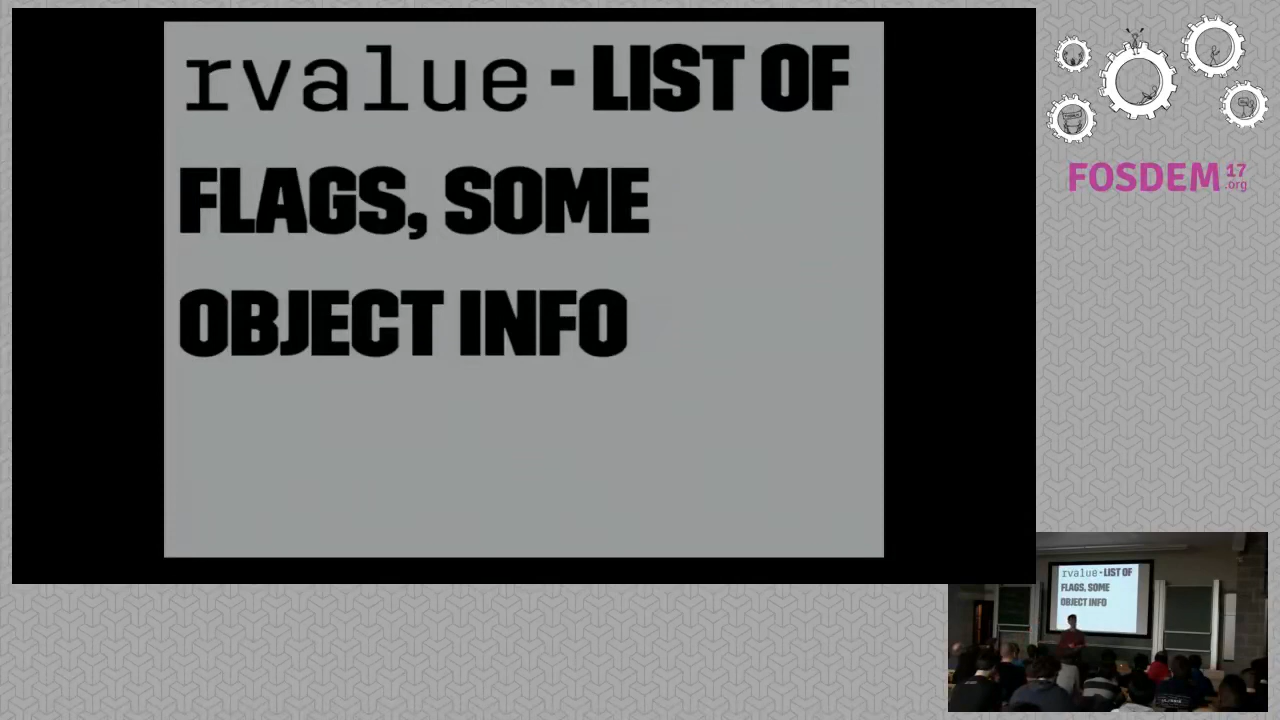 rvalue - LIST OF
FLAGS, SOME
OBJECT INFO
FOSDEM 17
.org
rvalue - LIST OF
FLAGS, SOME
OBJECT INFO